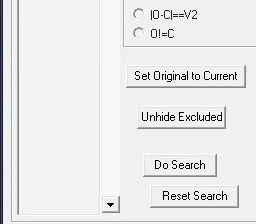 |O-C|==V2
O!=C
Set Original to Current
Unhide Excluded
Do Search
Reset Search